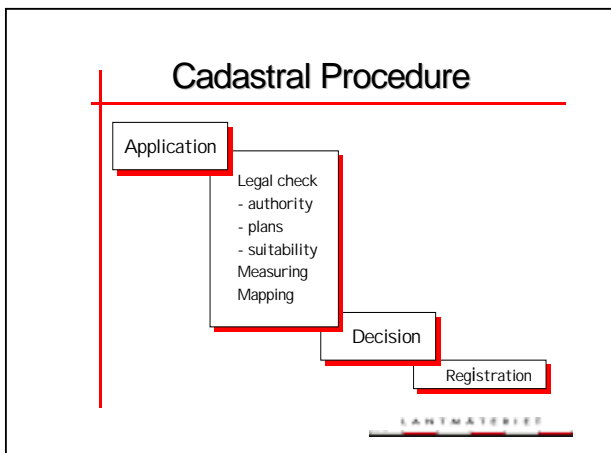 Cadastral Procedure
Application
Legal check
- authority
- plans
- suitability
Measuring
Mapping
Decision
Registration
LANTMÄTERIET